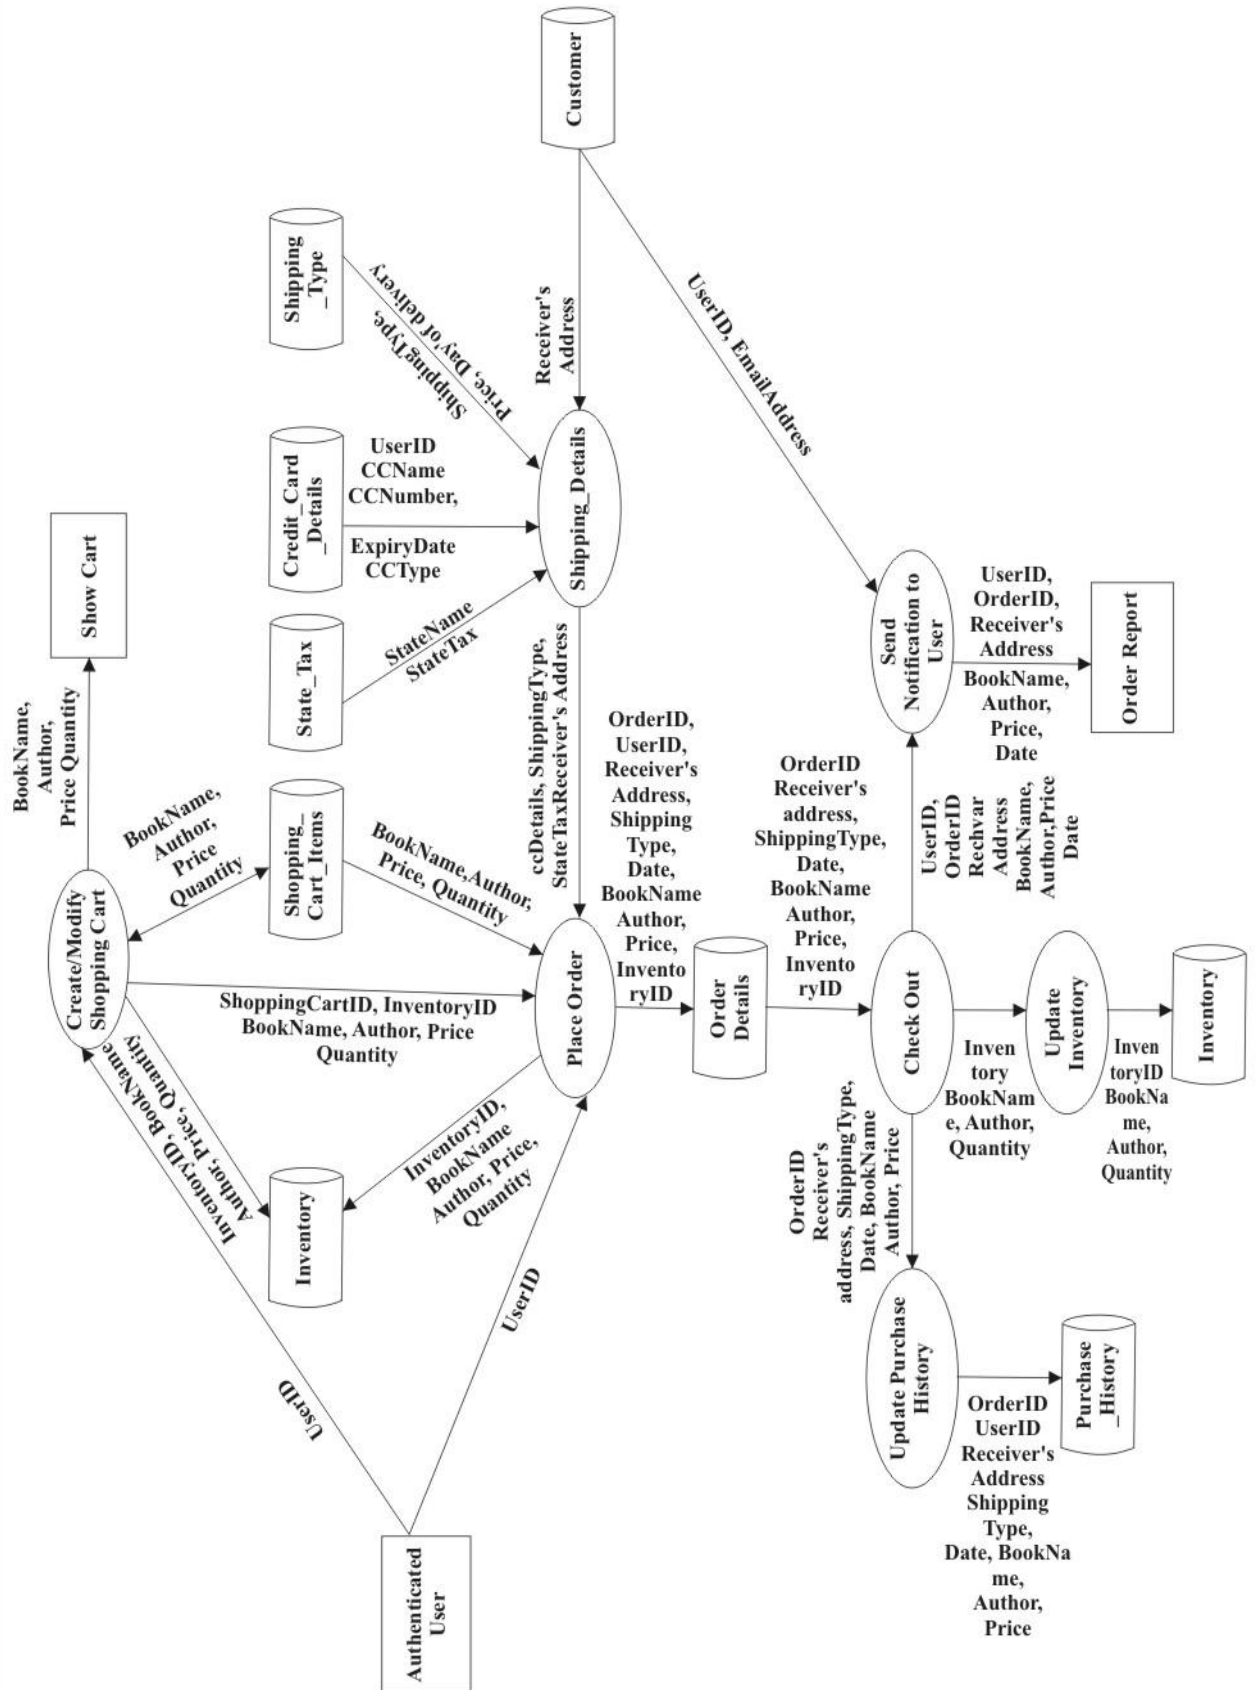 Customer
Shipping
_Type
ShippingType,
Price, Day'of delivery
Receiver's
Address
UserID, EmailAddress
Credit_Card
_Details
UserID
CCName
CCNumber,
ExpiryDate
CCType
Shipping_Details
Show Cart
State_Tax
StateName
StateTax
BookName,
Author,
Price Quantity
ccDetails, ShippingType,
StateTaxReceiver's Address
Send
Notification to
User
UserID,
OrderID,
Receiver's
Address
BookName,
Author,
Price,
Date
Order Report
Create/Modify
Shopping Cart
BookName,
Author,
Price
Quantity
Shopping_
Cart_Items
BookName,Author,
Price, Quantity
OrderID,
UserID,
Receiver's
Address,
Shipping
Type,
Date,
BookName
Author,
Price,
Invento
ryID
OrderID
Receiver's
address,
ShippingType,
Date,
BookName
Author,
Price,
Invento
ryID
UserID,
OrderID
Rechvar
Address
BookName,
Author,Price
Date
ShoppingCartID, InventoryID
BookName, Author, Price
Quantity
Place Order
Order
Details
Check Out
Update
Inventory
Inventory
Inven
tory
BookNam
e, Author,
Quantity
Inven
toryID
BookNa
me,
Author,
Quantity
InventoryID, BookName
Author, Price, Quantity
Inventory
InventoryID,
BookName
Author, Price,
Quantity
OrderID
Receiver's
address, ShippingType,
Date, BookName
Author, Price
UserID
UserID
Update Purchase
History
Purchase
_History
OrderID
UserID
Receiver's
Address
Shipping
Type,
Date, BookNa
me,
Author,
Price
Authenticated
User